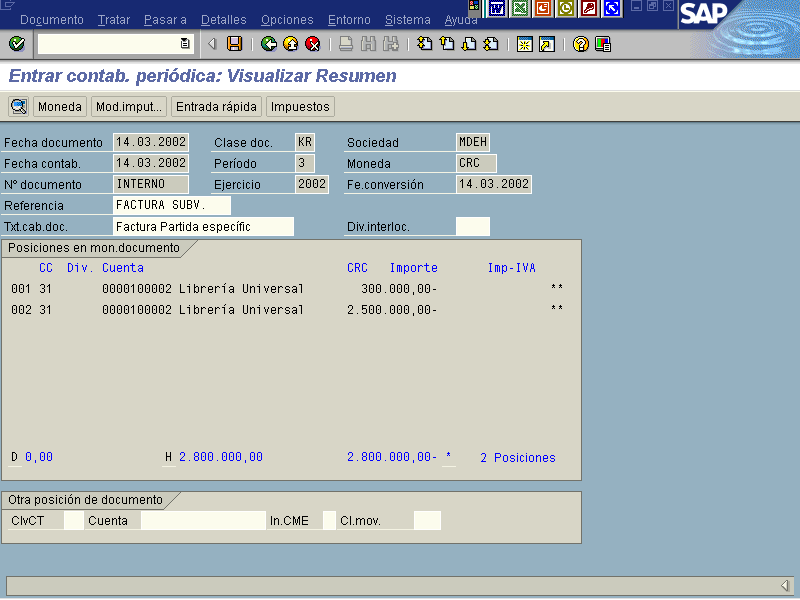 Documento Tratar Pasar a Detalles Opciones Entorno Sistema Ayuda
SAP
Entrar contab. periódica: Visualizar Resumen
Moneda Mod.imput... Entrada rápida Impuestos
Fecha documento 14.03.2002 Clase doc. KR Sociedad MDEH
Fecha contab. 14.03.2002 Período 3 Moneda CRC
Nº documento INTERNO Ejercicio 2002 Fe.conversión 14.03.2002
Referencia FACTURA SUBV.
Txt.cab.doc. Factura Partida específic Div.interloc.
Posiciones en mon.documento
CC Div. Cuenta CRC Importe Imp-IVA
001 31 0000100002 Librería Universal 300.000,00- **
002 31 0000100002 Librería Universal 2.500.000,00- **
D 0,00 H 2.800.000,00 2.800.000,00- * 2 Posiciones
Otra posición de documento
ClvCT Cuenta In.CME Cl.mov.